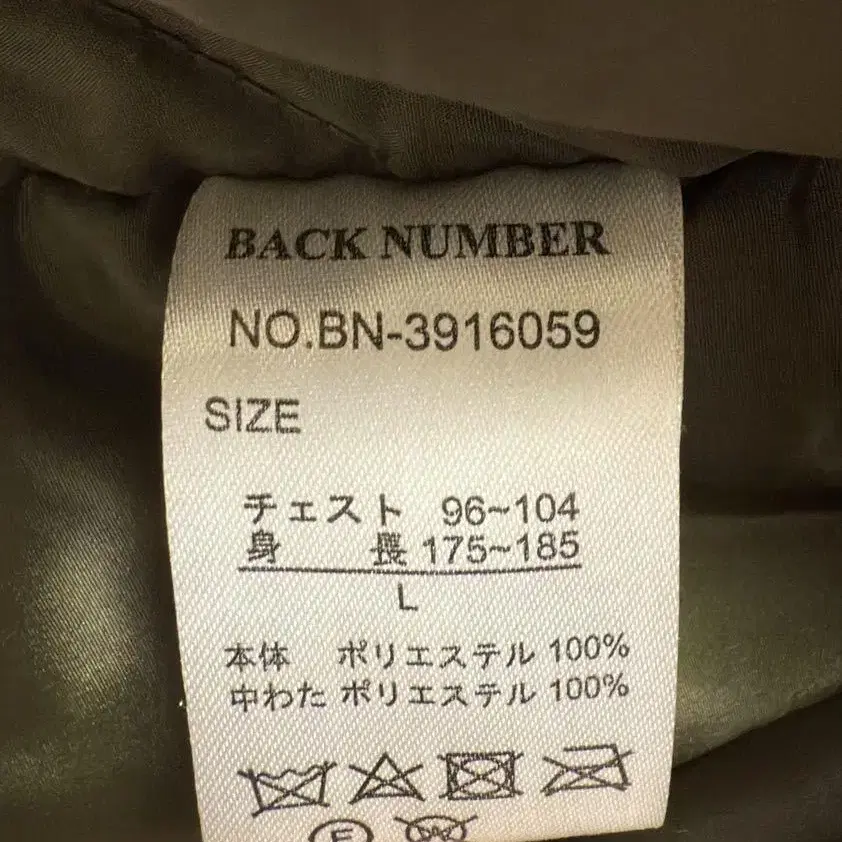 BACK NUMBER
NO.BN-3916059
SIZE
チェスト 96~104
身 長 175~185
L
本体 ポリエステル 100%
中わた ポリエステル 100%